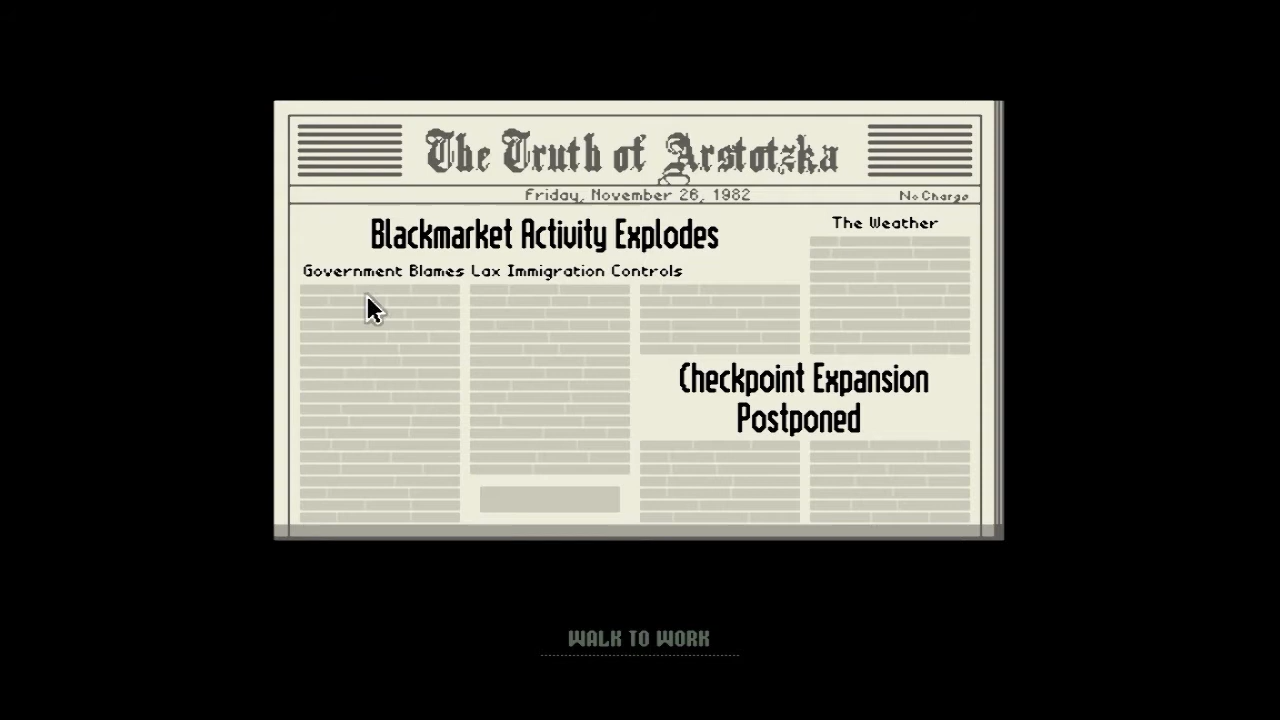 The Truth of Arstotzka
Friday, November 26, 1982
No Charge
Blackmarket Activity Explodes
The Weather
Government Blames Lax Immigration Controls
Checkpoint Expansion
Postponed
WALK TO WORK